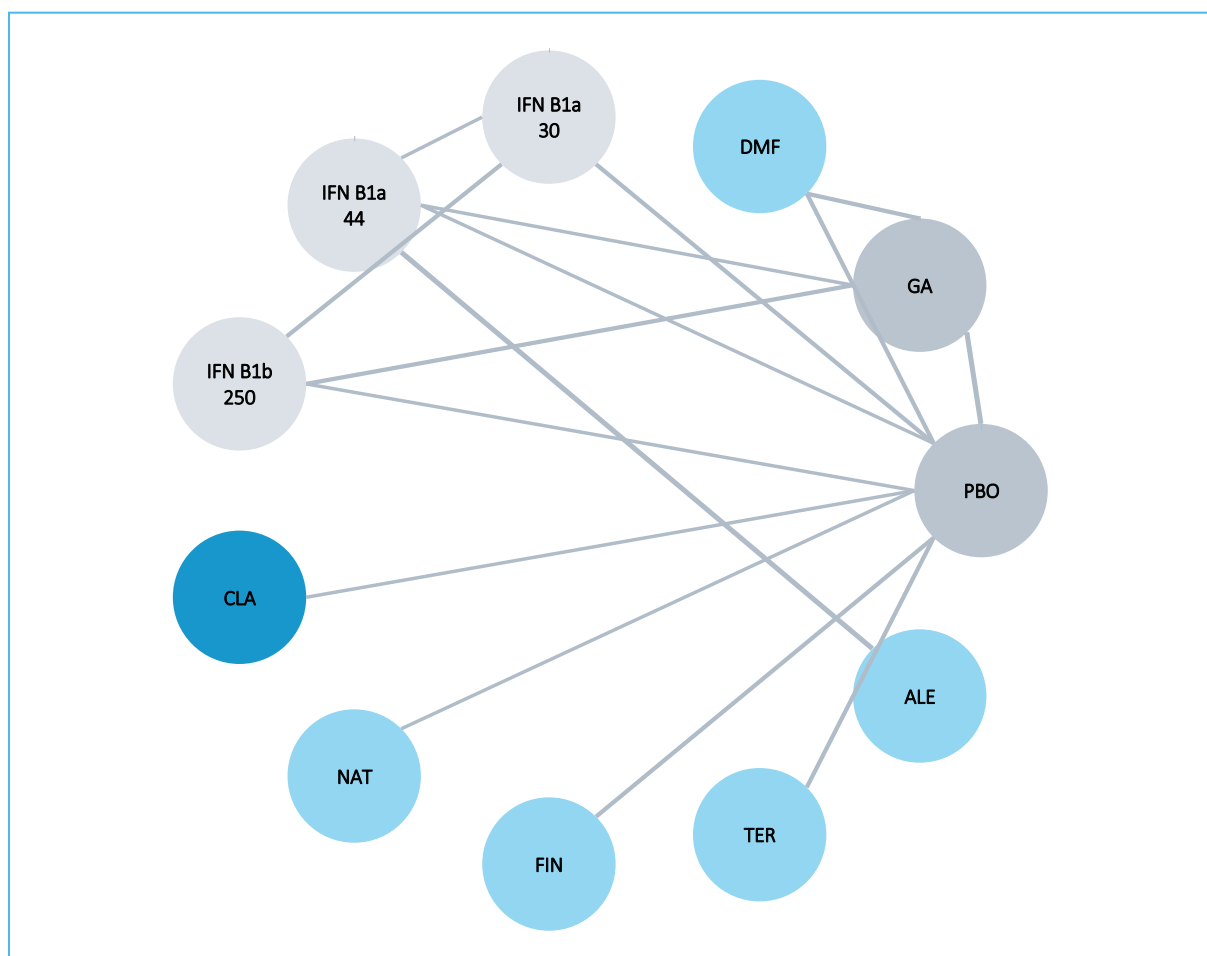 IFN B1a
30
DMF
IFN B1a
44
GA
IFN B1b
250
PBO
CLA
ALE
NAT
TER
FIN